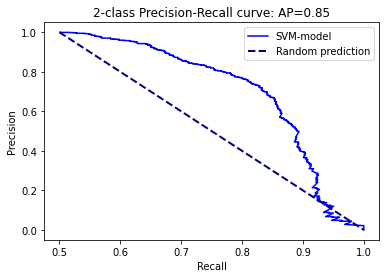 2-class Precision-Recall curve: AP=0.85
SVM-model
Random prediction
Precision
1.0
0.8
0.6
0.4
0.2
0.0
0.5
0.6
0.7
0.8
0.9
1.0
Recall